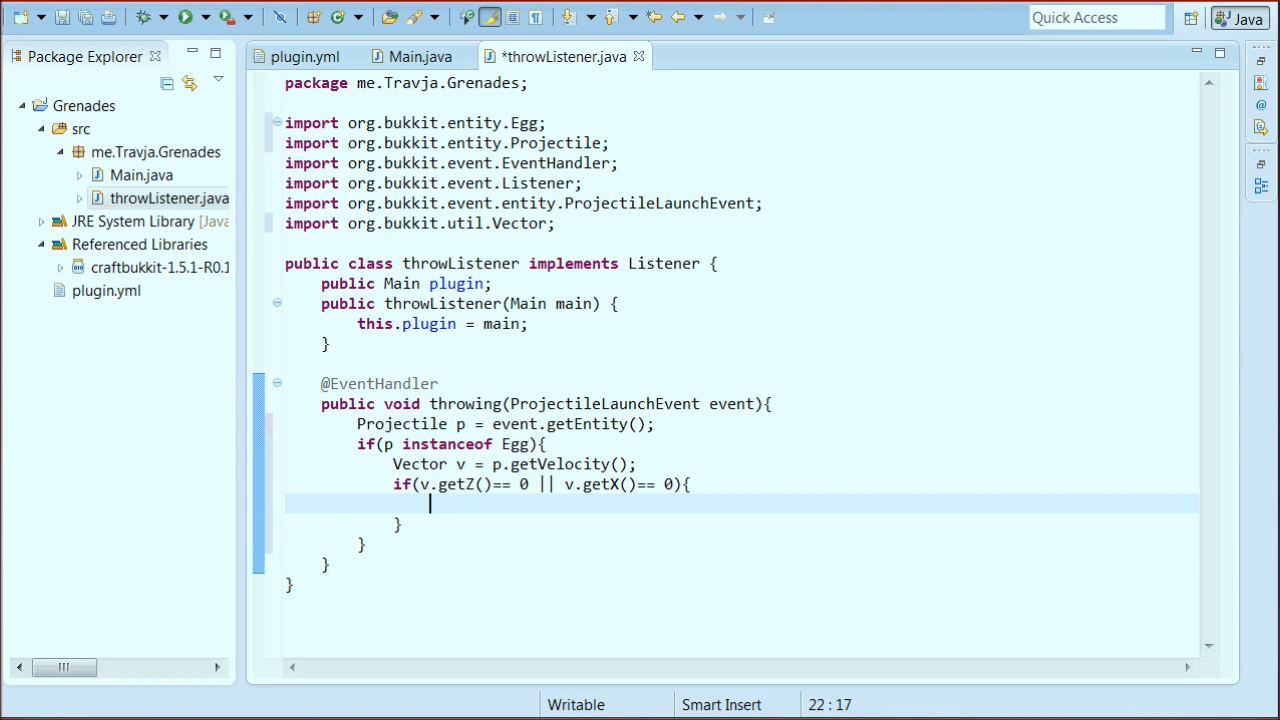 Quick Access
Java
Package Explorer
Grenades
src
me.Travja.Grenades
Main.java
throwListener.java
JRE System Library [Java
Referenced Libraries
craftbukkit-1.5.1-R0.1
plugin.yml
plugin.yml
Main.java
*throwListener.java
package me.Travja.Grenades;
import org.bukkit.entity.Egg;
import org.bukkit.entity.Projectile;
import org.bukkit.event.EventHandler;
import org.bukkit.event.Listener;
import org.bukkit.event.entity.ProjectileLaunchEvent;
import org.bukkit.util.Vector;
public class throwListener implements Listener {
public Main plugin;
public throwListener(Main main) {
this.plugin = main;
}
@EventHandler
public void throwing(ProjectileLaunchEvent event){
Projectile p = event.getEntity();
if(p instanceof Egg){
Vector v = p.getVelocity();
if(v.getZ()== 0 || v.getX()== 0){
}
}
}
}
Writable
Smart Insert
22 : 17